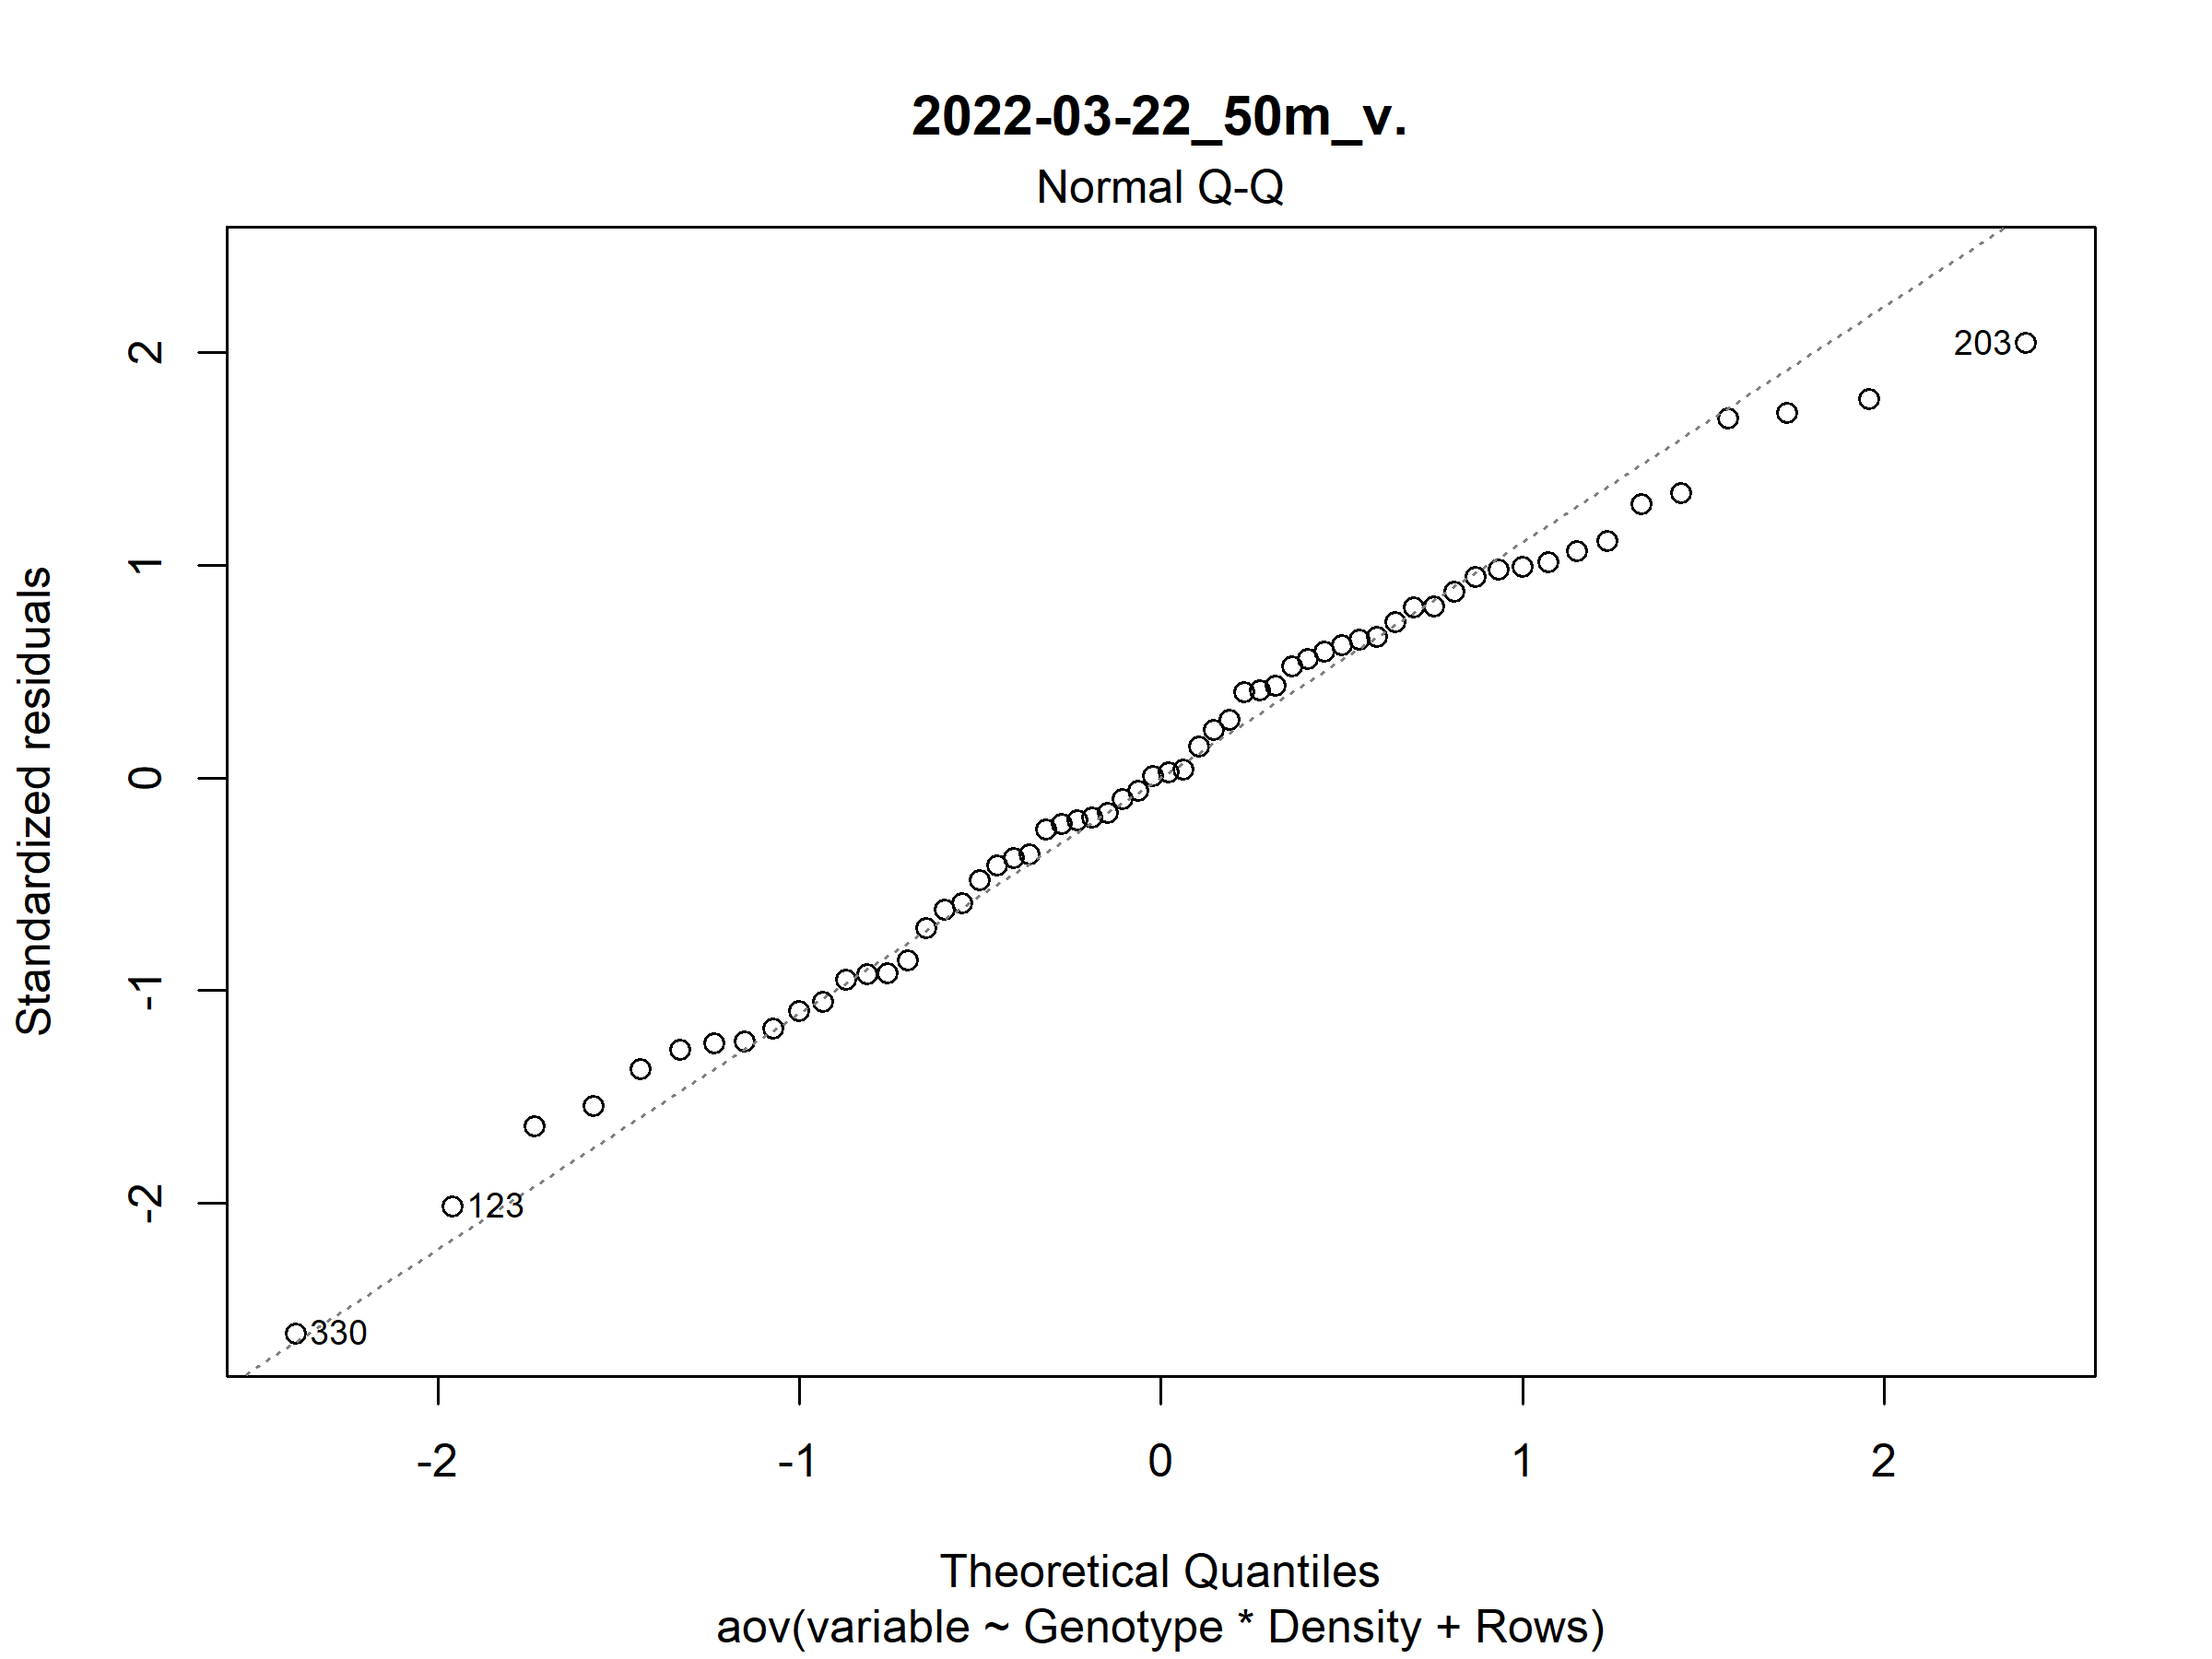 2022-03-22_50m_v.
Normal Q-Q
Standardized residuals
2
1
0
-1
-2
203
123
330
-2
-1
0
1
2
Theoretical Quantiles
aov(variable ~ Genotype * Density + Rows)